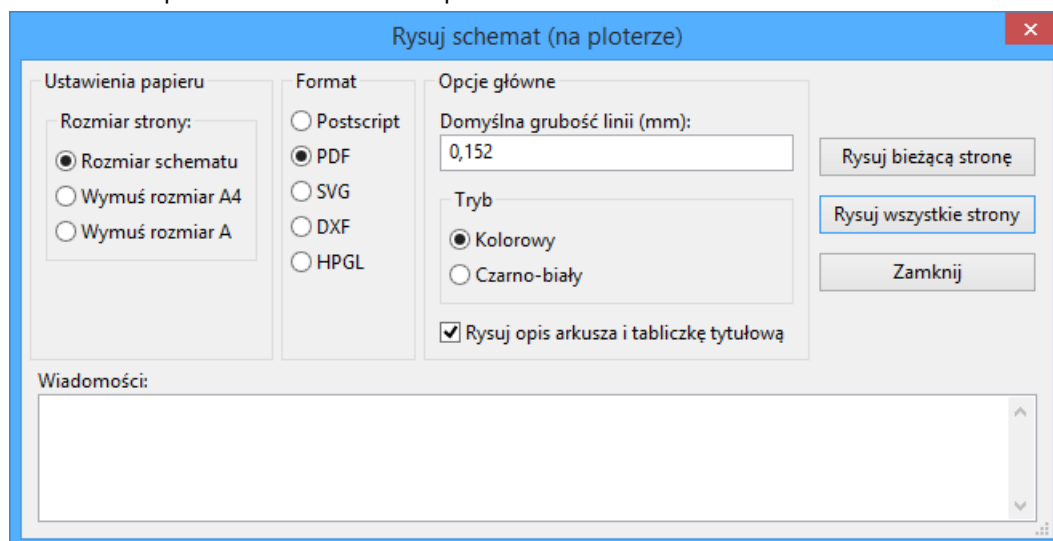 Rysuj schemat (na ploterze)
Ustawienia papieru
Rozmiar strony:
Rozmiar schematu
Wymuś rozmiar A4
Wymuś rozmiar A
Format
Postscript
PDF
SVG
DXF
HPGL
Opcje główne
Domyślna grubość linii (mm):
0,152
Tryb
Kolorowy
Czarno-biały
Rysuj opis arkusza i tabliczkę tytułową
Rysuj bieżącą stronę
Rysuj wszystkie strony
Zamknij
Wiadomości: